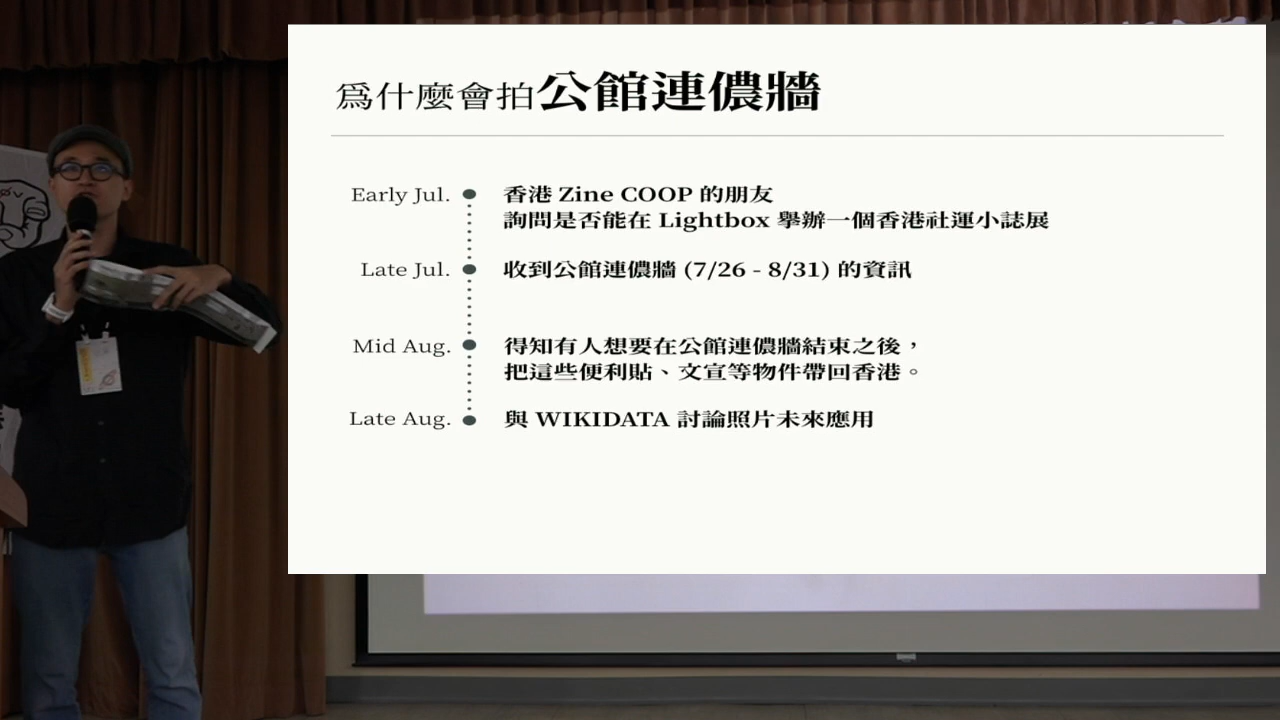 爲什麼會拍公館連儂牆
Early Jul.
香港 Zine COOP 的朋友
詢問是否能在 Lightbox 舉辦一個香港社運小誌展
Late Jul.
收到公館連儂牆 (7/26 - 8/31) 的資訊
Mid Aug.
得知有人想要在公館連儂牆結束之後，
把這些便利貼、文宣等物件帶回香港。
Late Aug.
與 WIKIDATA 討論照片未來應用